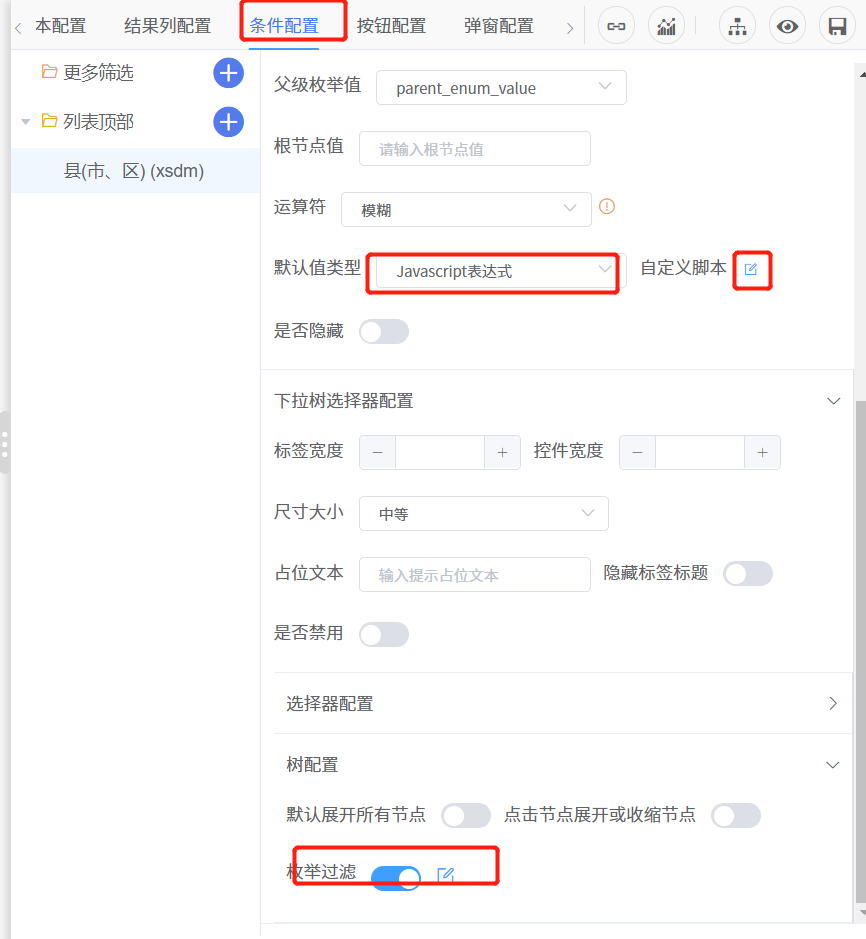 本配置 结果列配置 条件配置 按钮配置 弹窗配置
更多筛选
列表顶部
县(市、区) (xsdm)
父级枚举值 parent_enum_value
根节点值 请输入根节点值
运算符 模糊
默认值类型 Javascript表达式 自定义脚本
是否隐藏
下拉树选择器配置
标签宽度 − + 控件宽度 − +
尺寸大小 中等
占位文本 输入提示占位文本 隐藏标签标题
是否禁用
选择器配置
树配置
默认展开所有节点 点击节点展开或收缩节点
枚举过滤